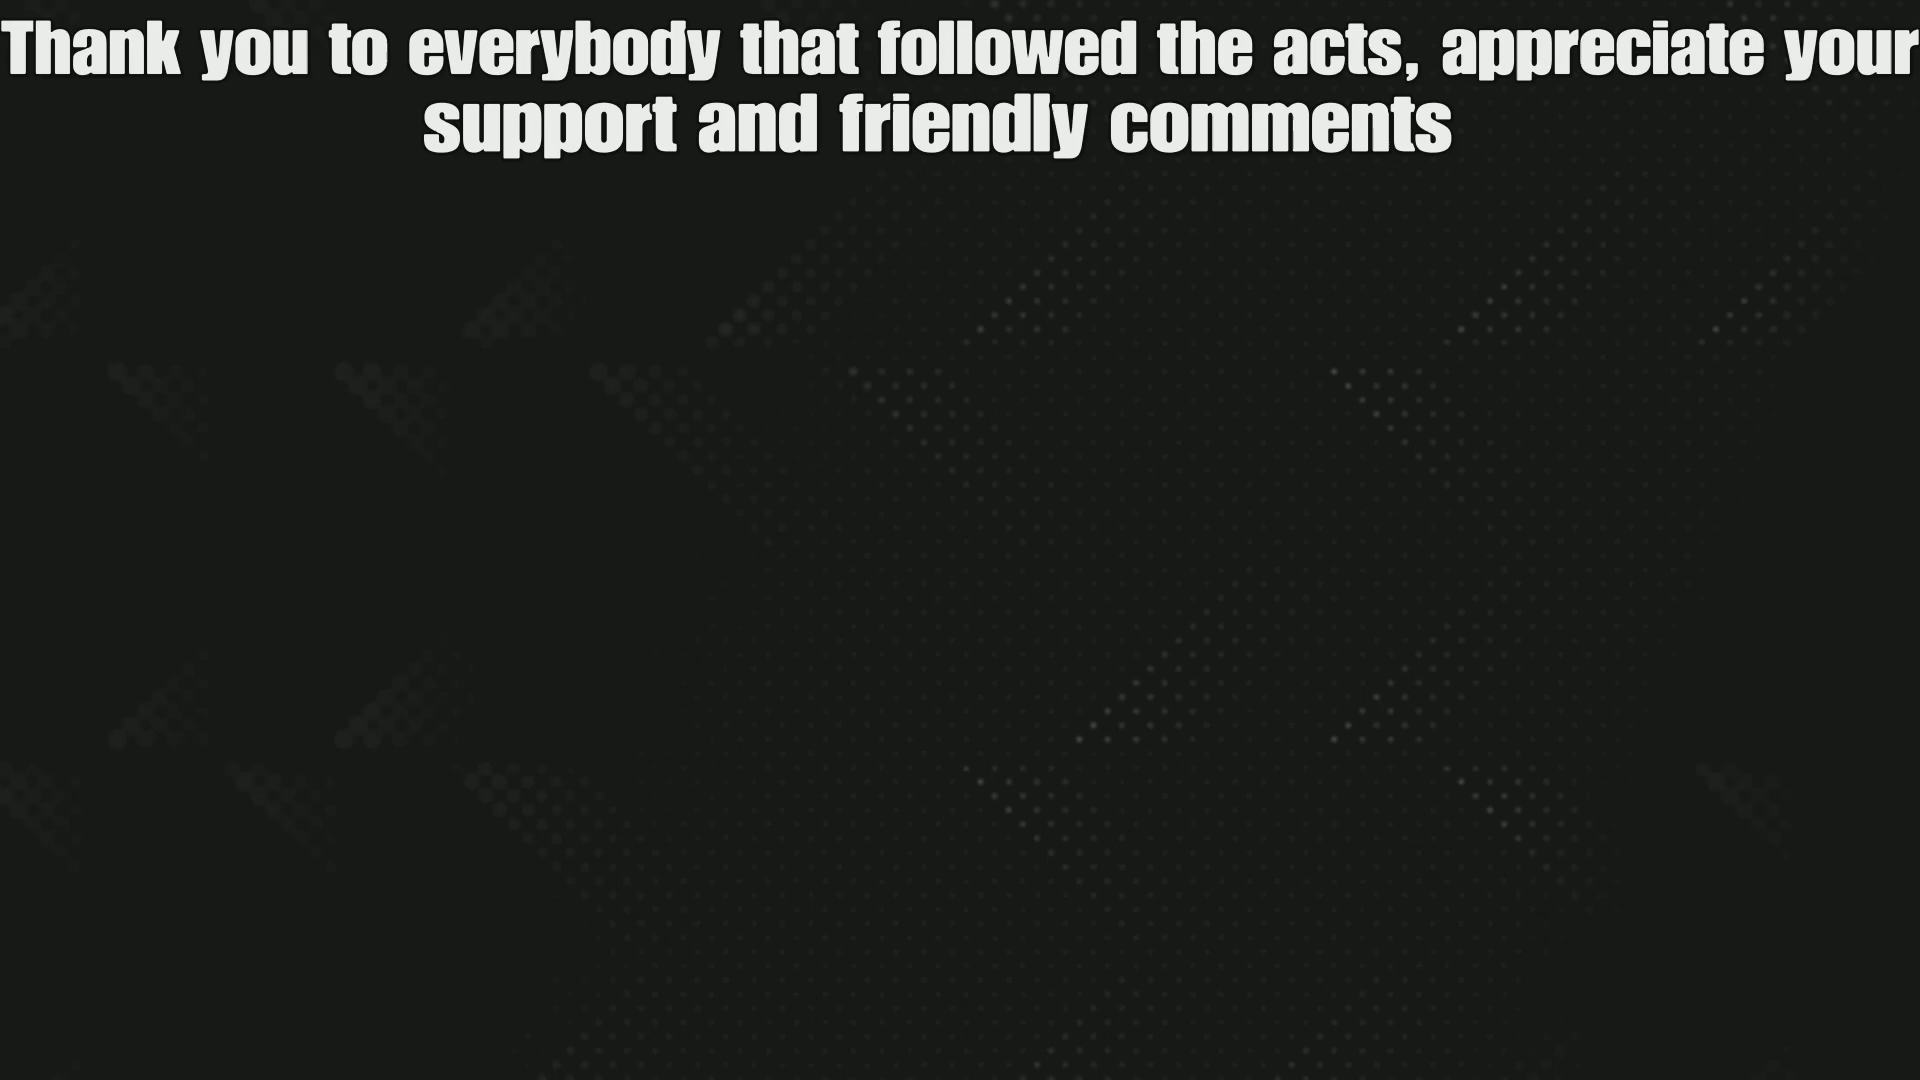 Thank you to everybody that followed the acts, appreciate your
support and friendly comments